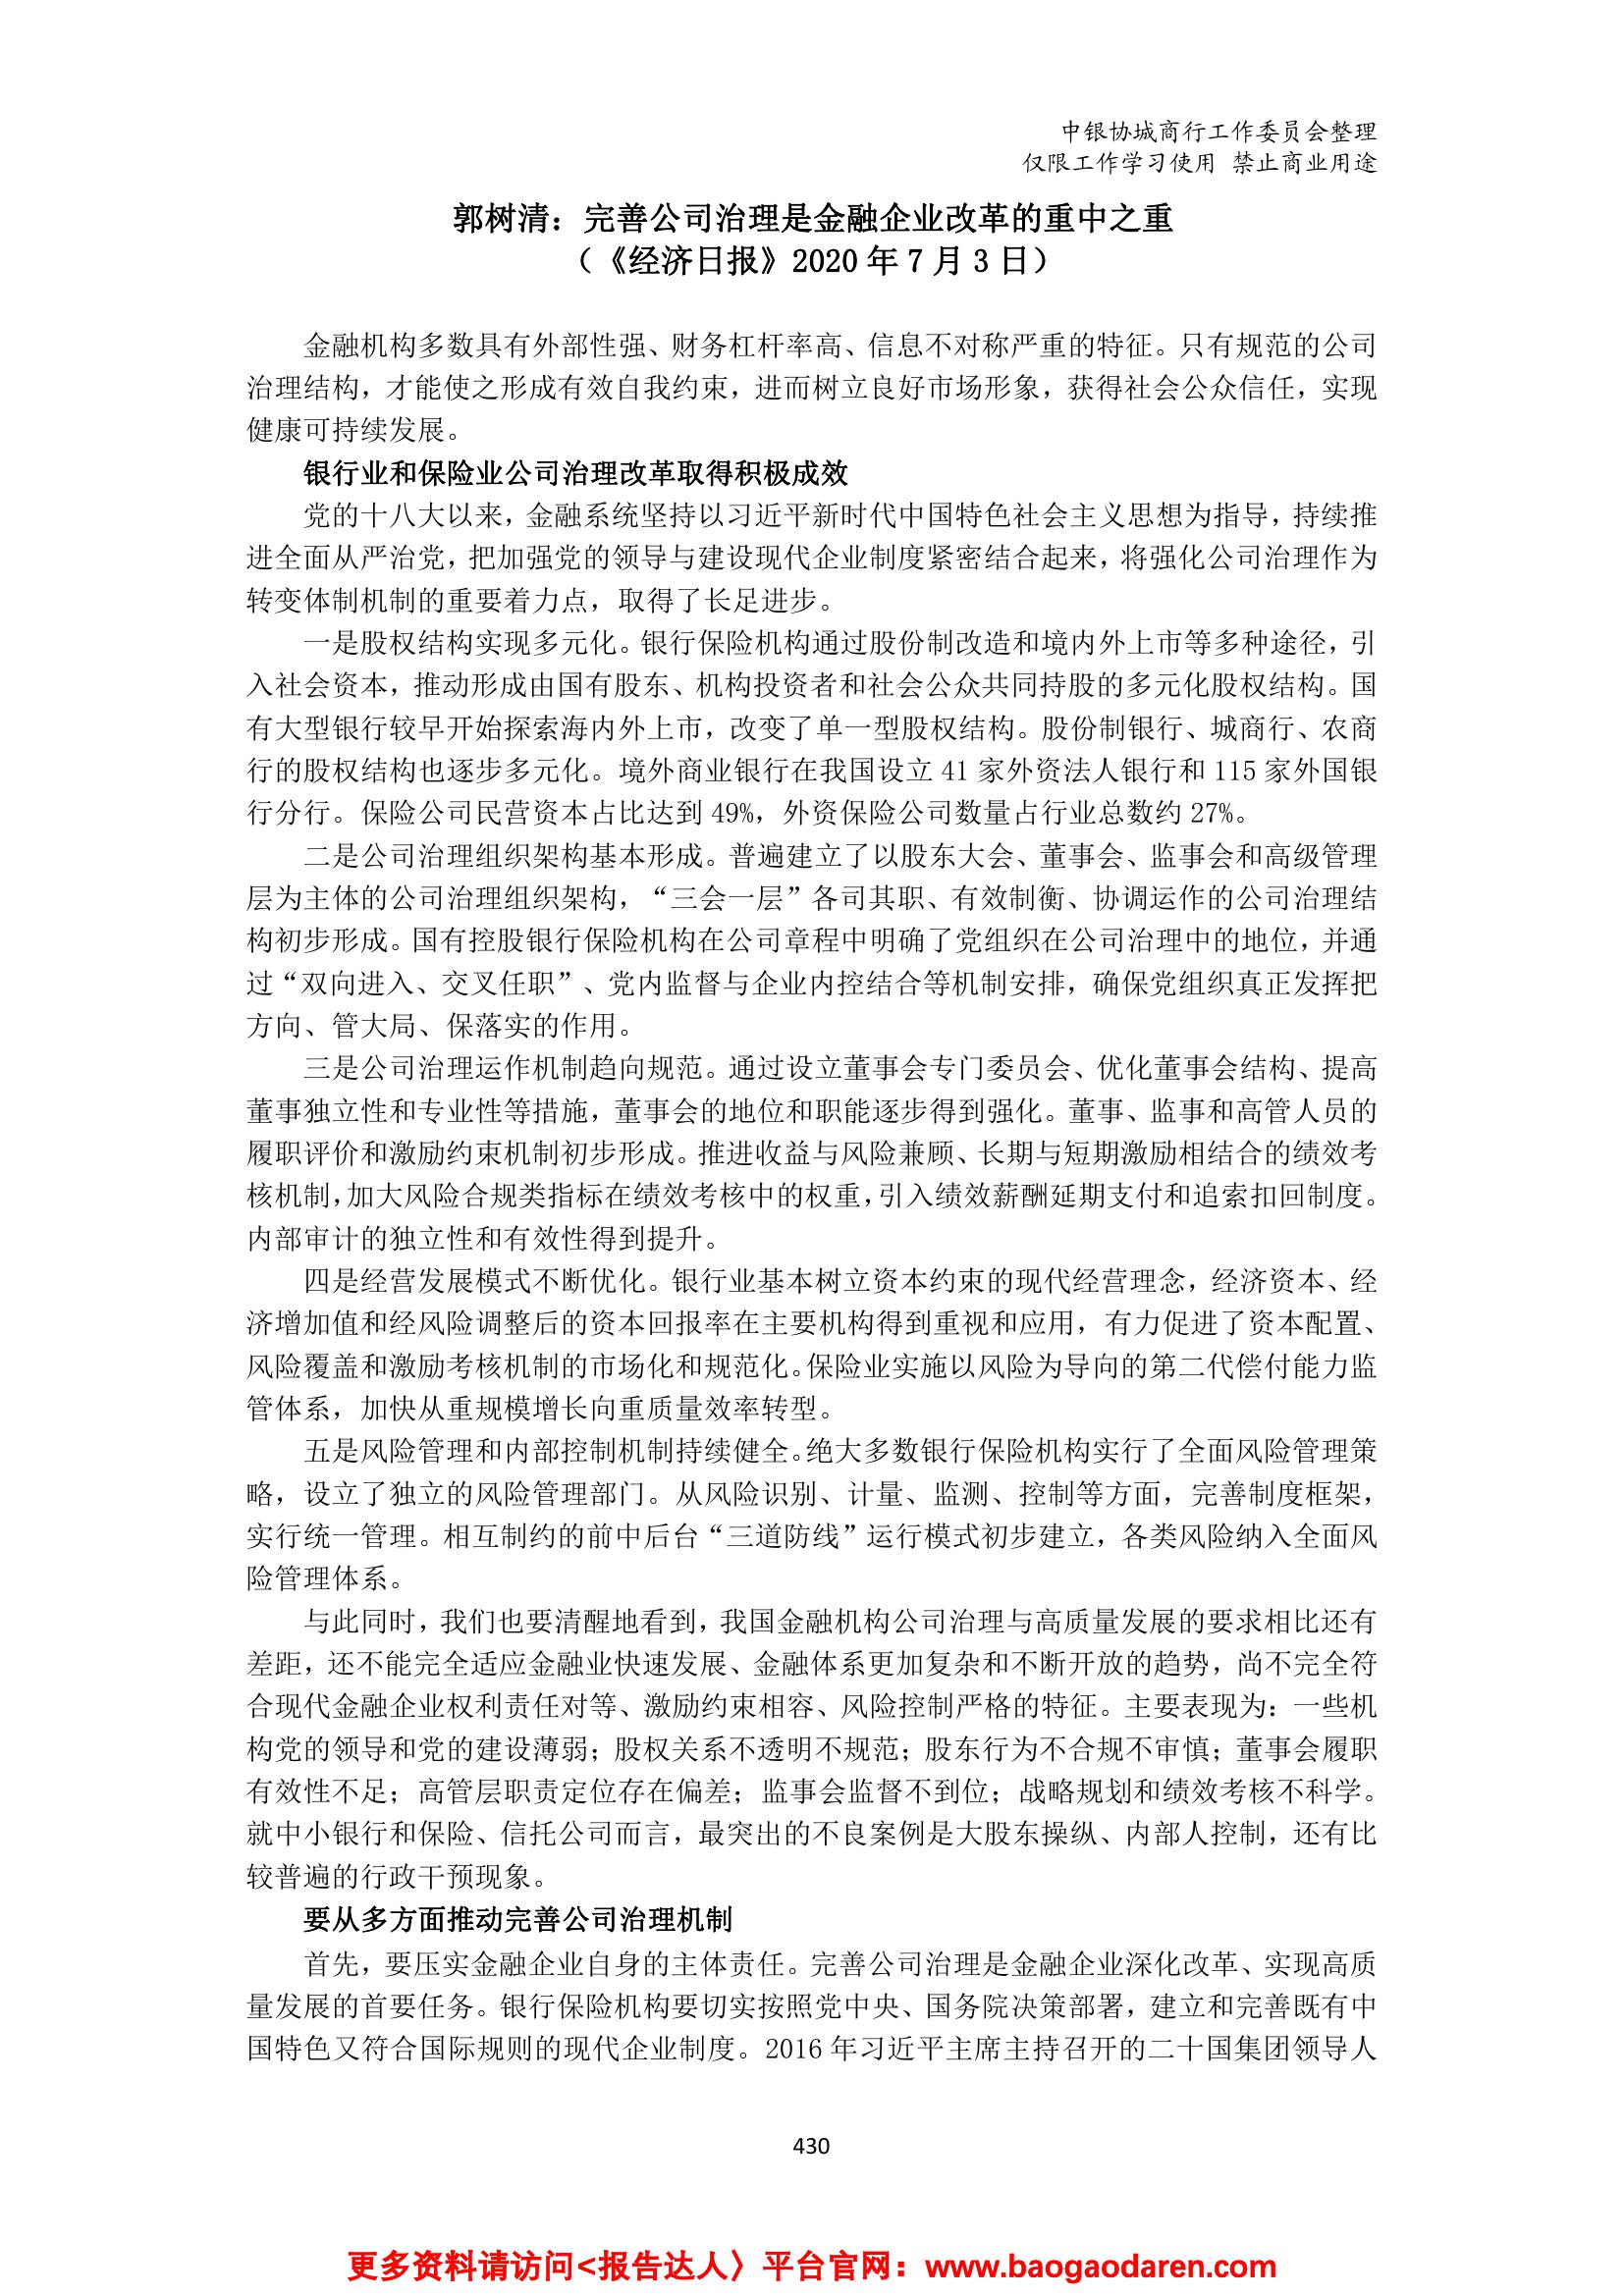 中银协城商行工作委员会整理
仅限工作学习使用 禁止商业用途
郭树清：完善公司治理是金融企业改革的重中之重
（《经济日报》2020 年 7 月 3 日）
金融机构多数具有外部性强、财务杠杆率高、信息不对称严重的特征。只有规范的公司
治理结构，才能使之形成有效自我约束，进而树立良好市场形象，获得社会公众信任，实现
健康可持续发展。
银行业和保险业公司治理改革取得积极成效
党的十八大以来，金融系统坚持以习近平新时代中国特色社会主义思想为指导，持续推
进全面从严治党，把加强党的领导与建设现代企业制度紧密结合起来，将强化公司治理作为
转变体制机制的重要着力点，取得了长足进步。
一是股权结构实现多元化。银行保险机构通过股份制改造和境内外上市等多种途径，引
入社会资本，推动形成由国有股东、机构投资者和社会公众共同持股的多元化股权结构。国
有大型银行较早开始探索海内外上市，改变了单一型股权结构。股份制银行、城商行、农商
行的股权结构也逐步多元化。境外商业银行在我国设立 41 家外资法人银行和 115 家外国银
行分行。保险公司民营资本占比达到 49%，外资保险公司数量占行业总数约 27%。
二是公司治理组织架构基本形成。普遍建立了以股东大会、董事会、监事会和高级管理
层为主体的公司治理组织架构，“三会一层”各司其职、有效制衡、协调运作的公司治理结
构初步形成。国有控股银行保险机构在公司章程中明确了党组织在公司治理中的地位，并通
过“双向进入、交叉任职”、党内监督与企业内控结合等机制安排，确保党组织真正发挥把
方向、管大局、保落实的作用。
三是公司治理运作机制趋向规范。通过设立董事会专门委员会、优化董事会结构、提高
董事独立性和专业性等措施，董事会的地位和职能逐步得到强化。董事、监事和高管人员的
履职评价和激励约束机制初步形成。推进收益与风险兼顾、长期与短期激励相结合的绩效考
核机制，加大风险合规类指标在绩效考核中的权重，引入绩效薪酬延期支付和追索扣回制度。
内部审计的独立性和有效性得到提升。
四是经营发展模式不断优化。银行业基本树立资本约束的现代经营理念，经济资本、经
济增加值和经风险调整后的资本回报率在主要机构得到重视和应用，有力促进了资本配置、
风险覆盖和激励考核机制的市场化和规范化。保险业实施以风险为导向的第二代偿付能力监
管体系，加快从重规模增长向重质量效率转型。
五是风险管理和内部控制机制持续健全。绝大多数银行保险机构实行了全面风险管理策
略，设立了独立的风险管理部门。从风险识别、计量、监测、控制等方面，完善制度框架，
实行统一管理。相互制约的前中后台“三道防线”运行模式初步建立，各类风险纳入全面风
险管理体系。
与此同时，我们也要清醒地看到，我国金融机构公司治理与高质量发展的要求相比还有
差距，还不能完全适应金融业快速发展、金融体系更加复杂和不断开放的趋势，尚不完全符
合现代金融企业权利责任对等、激励约束相容、风险控制严格的特征。主要表现为：一些机
构党的领导和党的建设薄弱；股权关系不透明不规范；股东行为不合规不审慎；董事会履职
有效性不足；高管层职责定位存在偏差；监事会监督不到位；战略规划和绩效考核不科学。
就中小银行和保险、信托公司而言，最突出的不良案例是大股东操纵、内部人控制，还有比
较普遍的行政干预现象。
要从多方面推动完善公司治理机制
首先，要压实金融企业自身的主体责任。完善公司治理是金融企业深化改革、实现高质
量发展的首要任务。银行保险机构要切实按照党中央、国务院决策部署，建立和完善既有中
国特色又符合国际规则的现代企业制度。2016 年习近平主席主持召开的二十国集团领导人
430
更多资料请访问<报告达人〉平台官网：www.baogaodaren.com